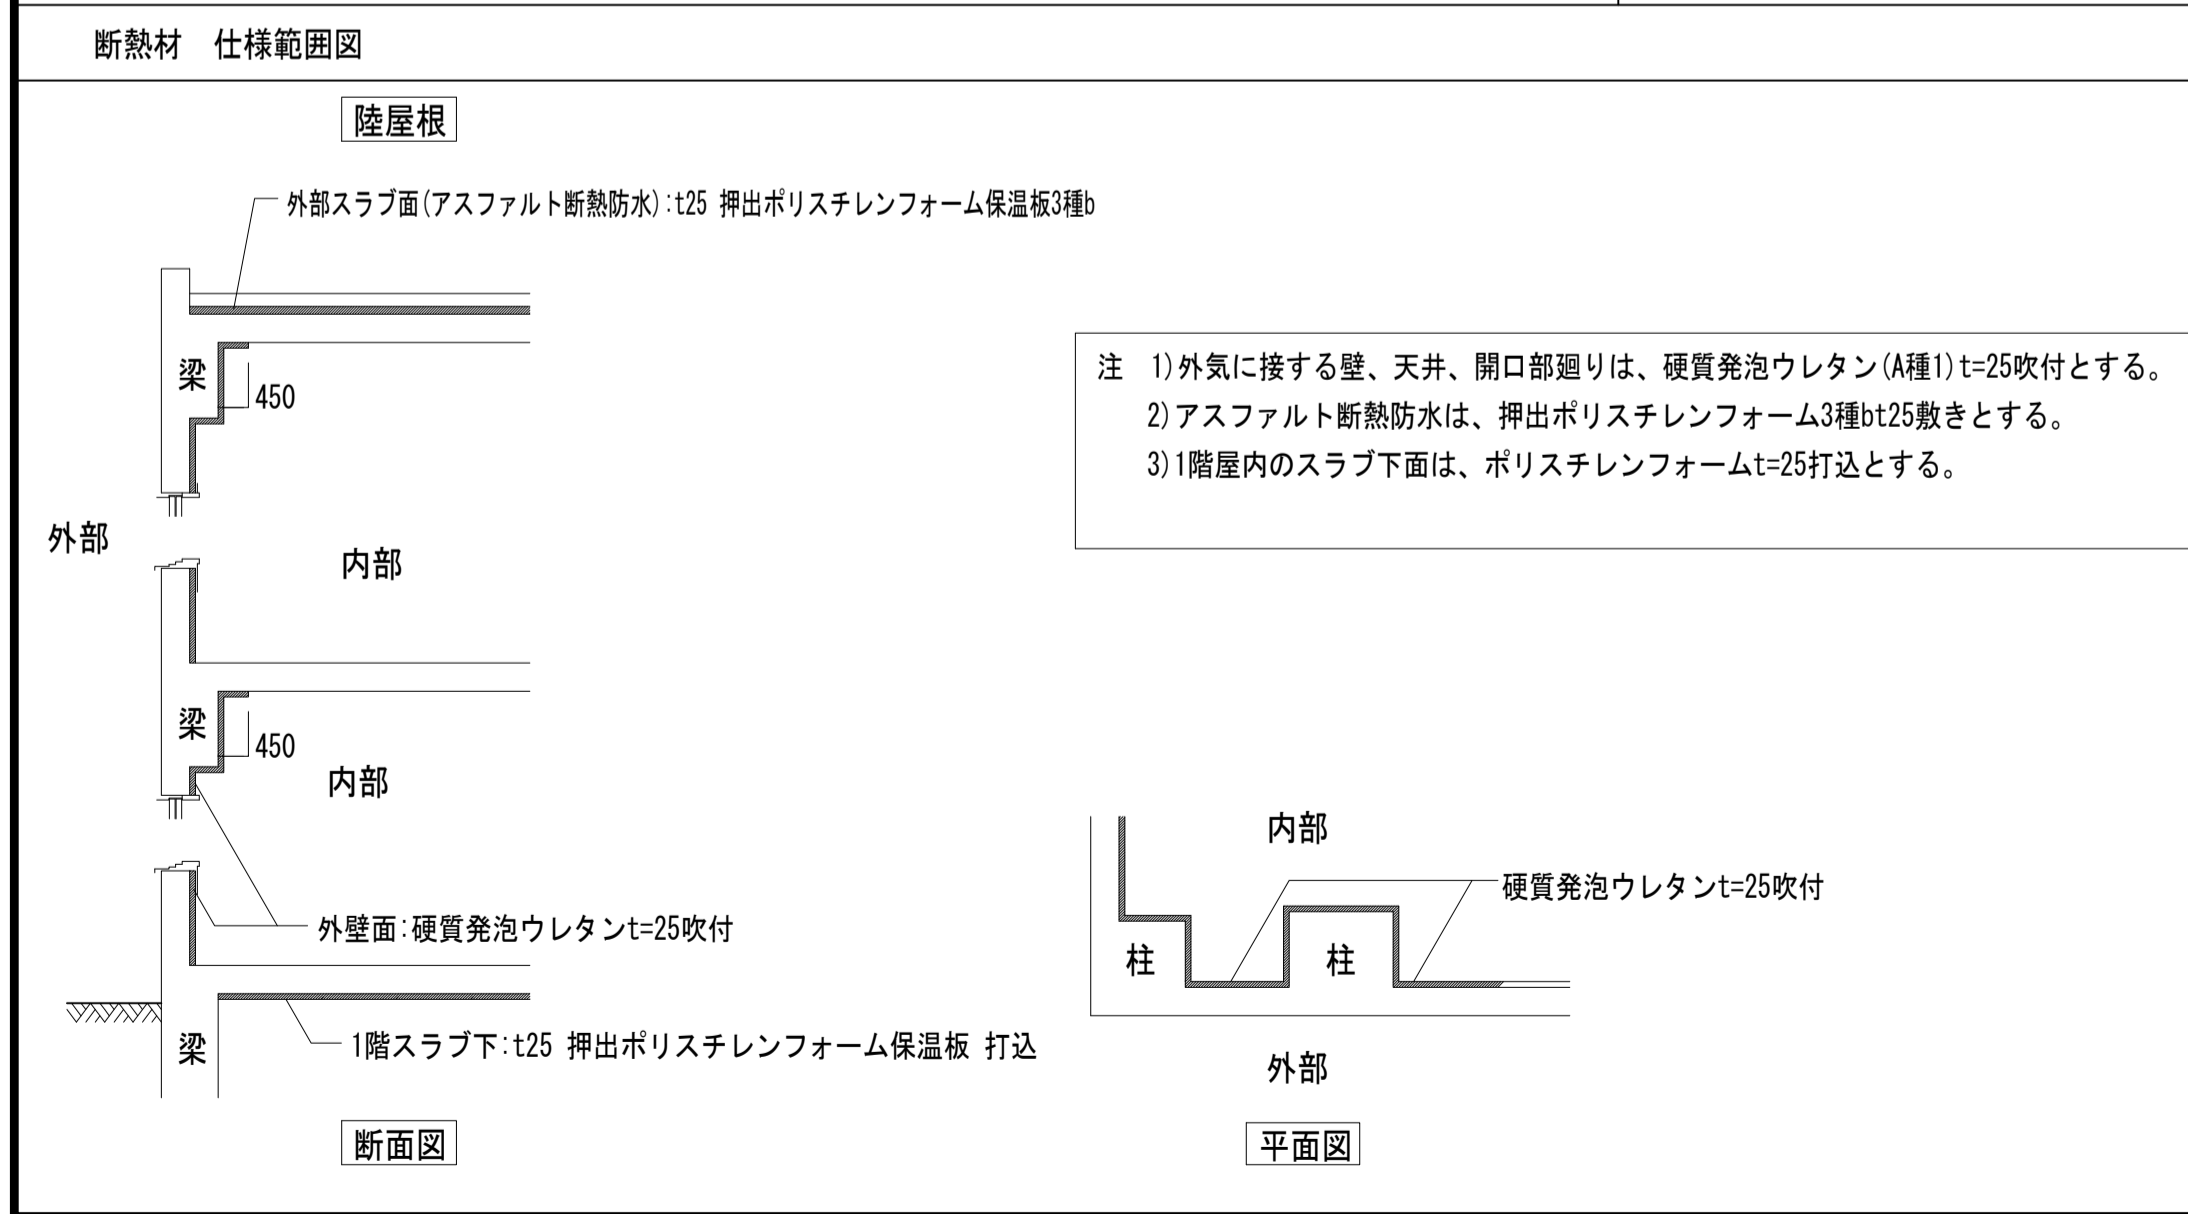 断熱材　仕様範囲図
陸屋根
外部スラブ面(アスファルト断熱防水):t25 押出ポリスチレンフォーム保温板3種b
梁
450
注　1)外気に接する壁、天井、開口部廻りは、硬質発泡ウレタン(A種1)t=25吹付とする。
2)アスファルト断熱防水は、押出ポリスチレンフォーム3種bt25敷きとする。
3)1階屋内のスラブ下面は、ポリスチレンフォームt=25打込とする。
外部
内部
梁
450
内部
外壁面:硬質発泡ウレタンt=25吹付
梁
1階スラブ下:t25 押出ポリスチレンフォーム保温板 打込
断面図
内部
硬質発泡ウレタンt=25吹付
柱
柱
外部
平面図